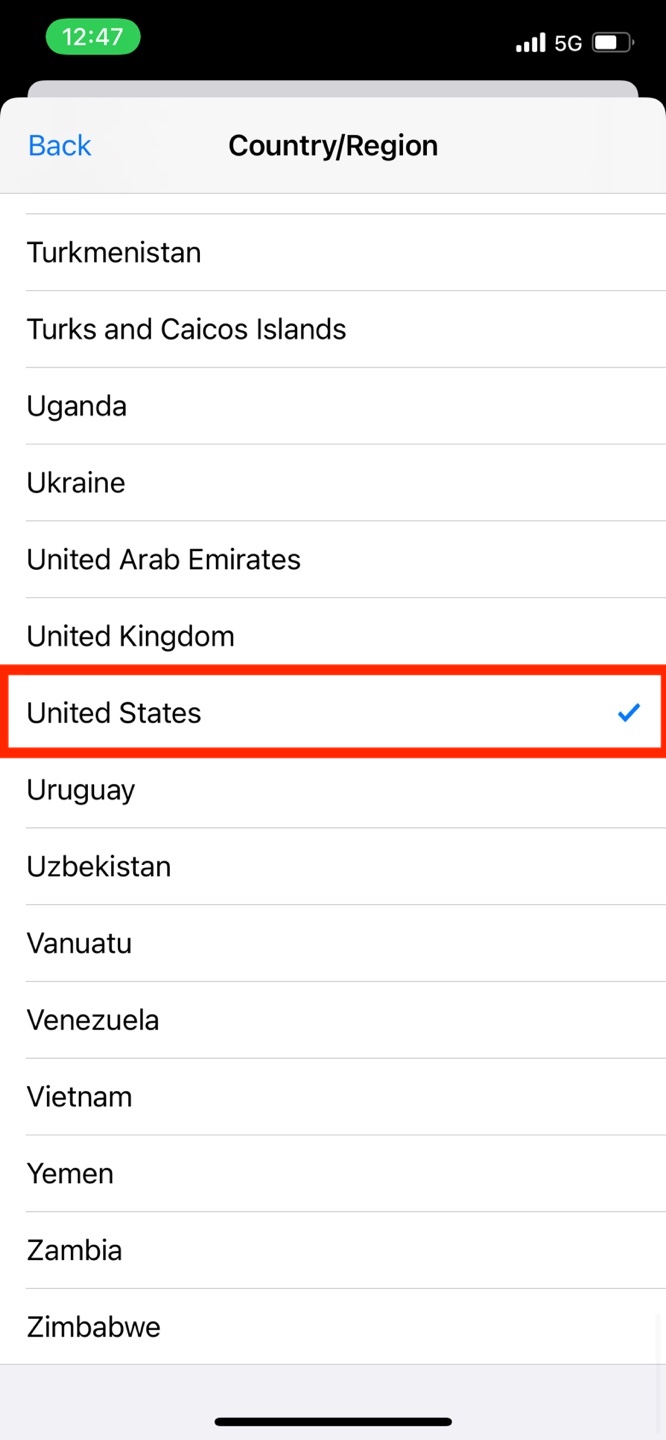 12:47
5G
Back
Country/Region
Turkmenistan
Turks and Caicos Islands
Uganda
Ukraine
United Arab Emirates
United Kingdom
United States
Uruguay
Uzbekistan
Vanuatu
Venezuela
Vietnam
Yemen
Zambia
Zimbabwe